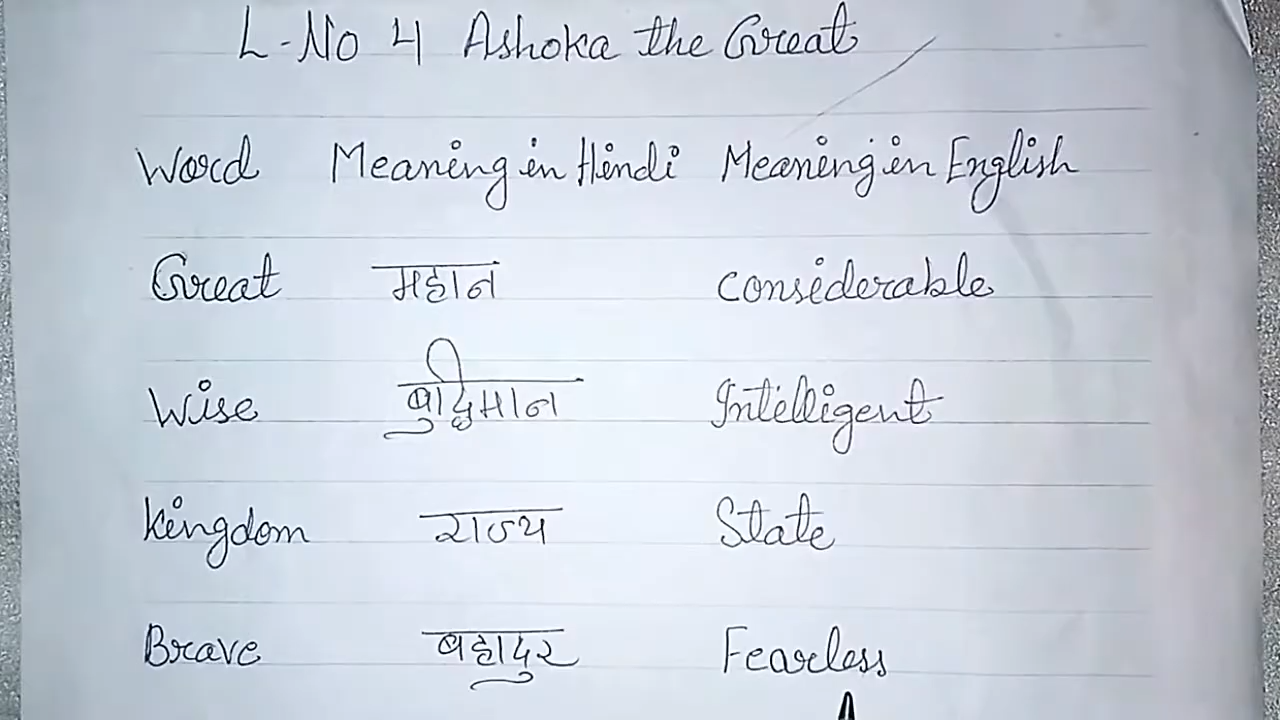 L-No 4 Ashoka the Great
Word Meaning in Hindi Meaning in English
Great महान considerable
Wise बुद्धिमान Intelligent
Kingdom राज्य State
Brave बहादुर Fearless